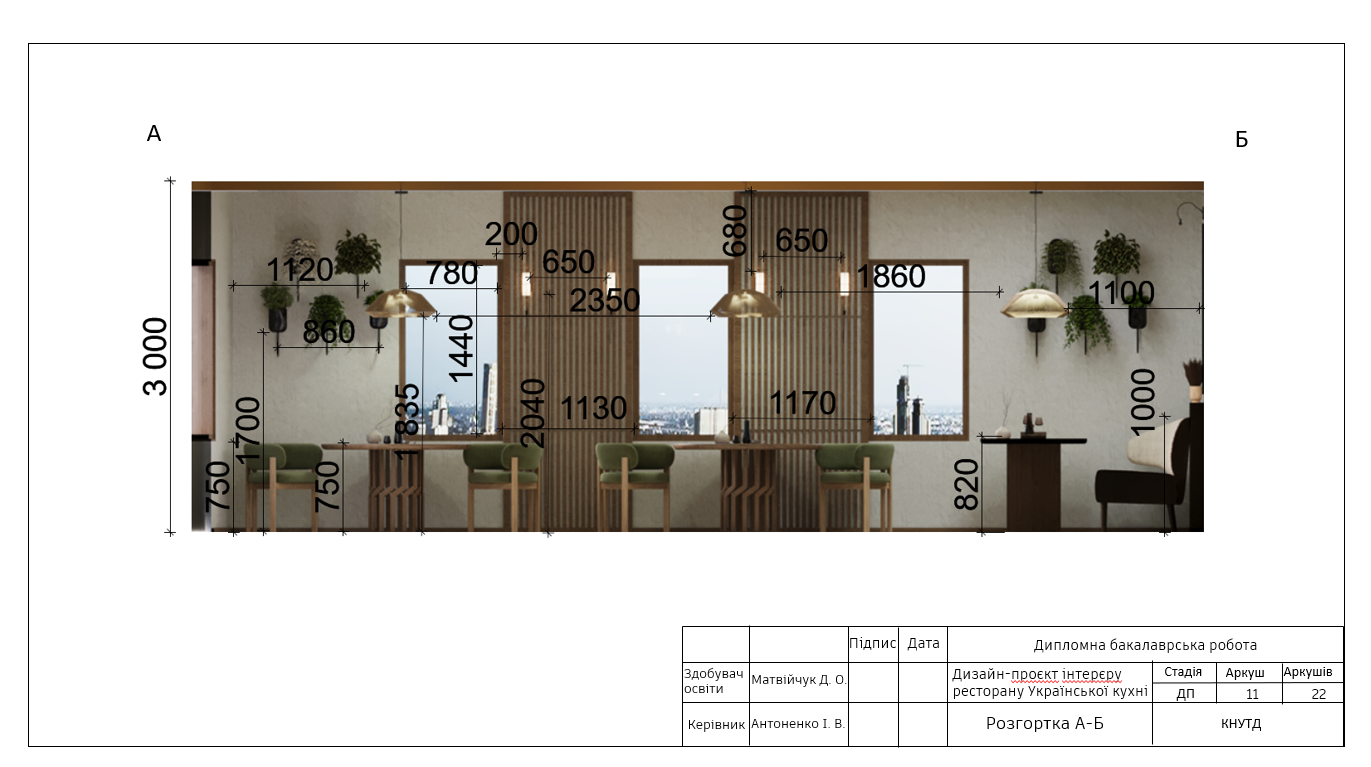 А
Б
200
680
650
650
1120
780
1860
2350
1100
860
1440
3 000
1835
2040
1130
1170
1000
1700
750
750
820
Підпис Дата Дипломна бакалаврська робота
Здобувач
освіти
Матвійчук Д. О.
Дизайн-проєкт інтереру
ресторану Української кухні
Стадія Аркуш Аркушів
ДП 11 22
Керівник Антоненко І. В. Розгортка А-Б КНУТД